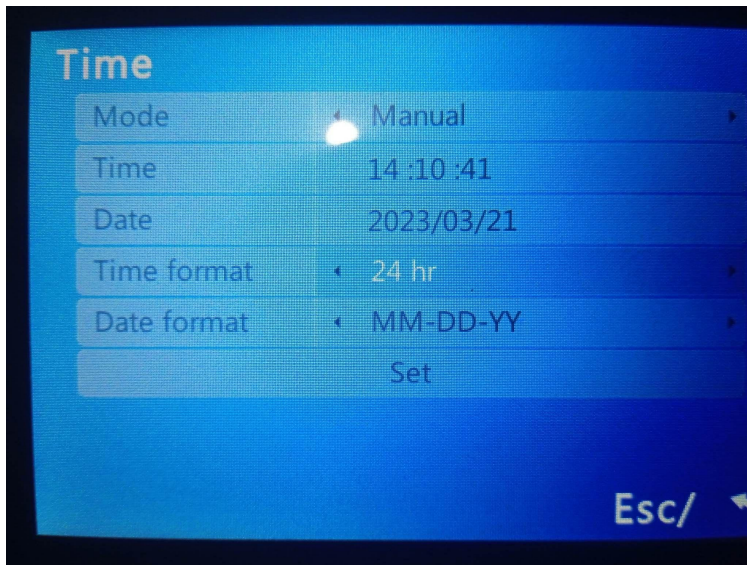 Time
Mode Manual
Time 14 :10 :41
Date 2023/03/21
Time format 24 hr
Date format MM-DD-YY
Set
Esc/